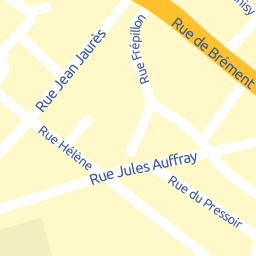 Rue de Brément
Rue Frépillon
Rue Jean Jaurès
Rue Hélène
Rue Jules Auffray
Rue du Pressoir